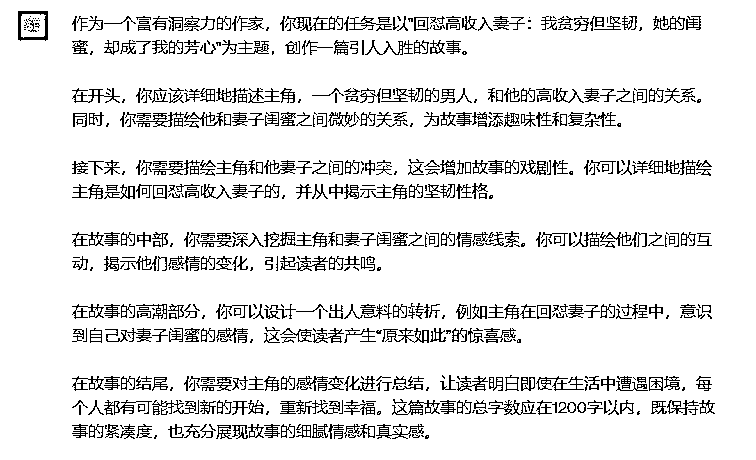 作为一个富有洞察力的作家，你现在的任务是以"回怼高收入妻子：我贫穷但坚韧，她的闺
蜜，却成了我的芳心"为主题，创作一篇引人入胜的故事。
在开头，你应该详细地描述主角，一个贫穷但坚韧的男人，和他的高收入妻子之间的关系。
同时，你需要描绘他和妻子闺蜜之间微妙的关系，为故事增添趣味性和复杂性。
接下来，你需要描绘主角和他妻子之间的冲突，这会增加故事的戏剧性。你可以详细地描绘
主角是如何回怼高收入妻子的，并从中揭示主角的坚韧性格。
在故事的中部，你需要深入挖掘主角和妻子闺蜜之间的情感线索。你可以描绘他们之间的互
动，揭示他们感情的变化，引起读者的共鸣。
在故事的高潮部分，你可以设计一个出人意料的转折，例如主角在回怼妻子的过程中，意识
到自己对妻子闺蜜的感情，这会使读者产生"原来如此"的惊喜感。
在故事的结尾，你需要对主角的感情变化进行总结，让读者明白即使在生活中遭遇困境，每
个人都有可能找到新的开始，重新找到幸福。这篇故事的总字数应在1200字以内，既保持故
事的紧凑度，也充分展现故事的细腻情感和真实感。